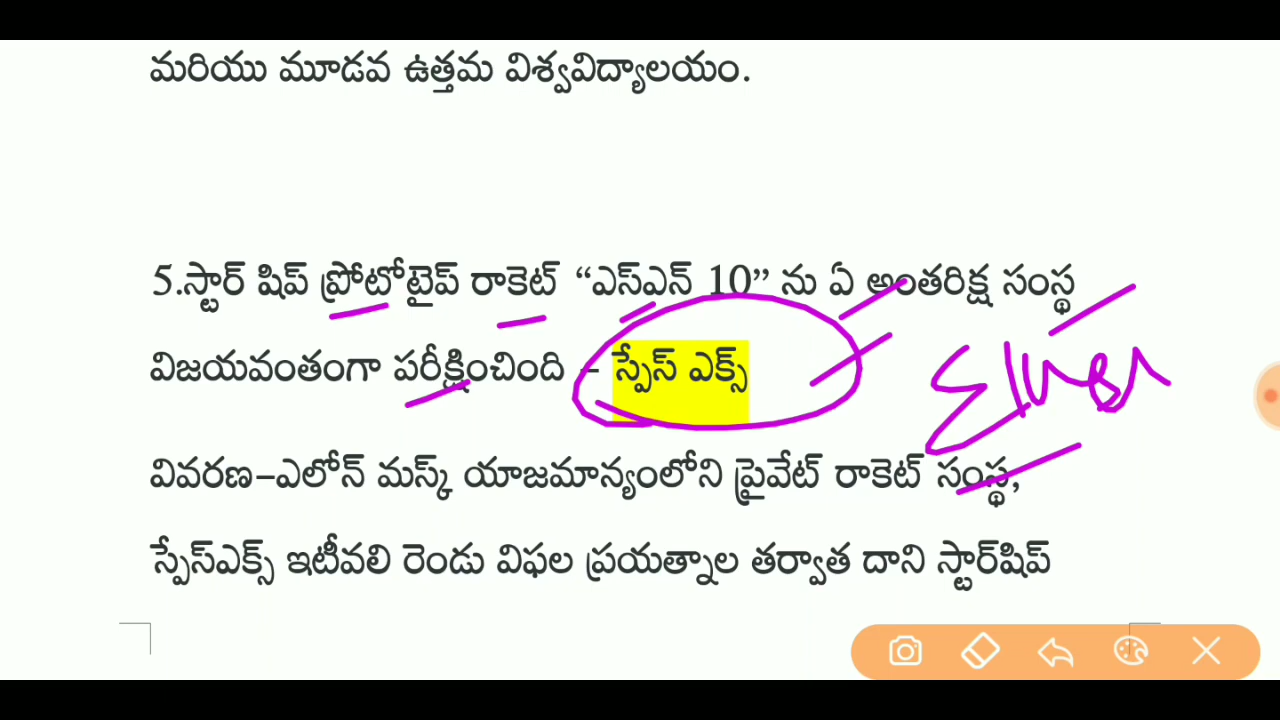 మరియు మూడవ ఉత్తమ విశ్వవిద్యాలయం.
5.స్టార్ షిప్ ప్రోటోటైప్ రాకెట్ “ఎస్ఎన్ 10” ను ఏ అంతరిక్ష సంస్థ
విజయవంతంగా పరీక్షించింది – స్పేస్ ఎక్స్
వివరణ–ఎలోన్ మస్క్ యాజమాన్యంలోని ప్రైవేట్ రాకెట్ సంస్థ,
స్పేస్ఎక్స్ ఇటీవలి రెండు విఫల ప్రయత్నాల తర్వాత దాని స్టార్‌షిప్